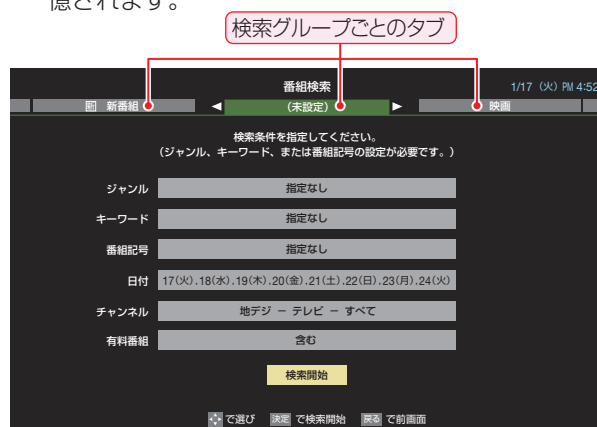 憶されます。
検索グループごとのタブ
番組検索
1/17 (火) PM 4:52
新 新番組
◀ (未設定) ▶
映画
検索条件を指定してください。
(ジャンル、キーワード、または番組記号の設定が必要です。)
ジャンル 指定なし
キーワード 指定なし
番組記号 指定なし
日付 17(火).18(水).19(木).20(金).21(土).22(日).23(月).24(火)
チャンネル 地デジ − テレビ − すべて
有料番組 含む
検索開始
で選び 決定 で検索開始 戻る で前画面